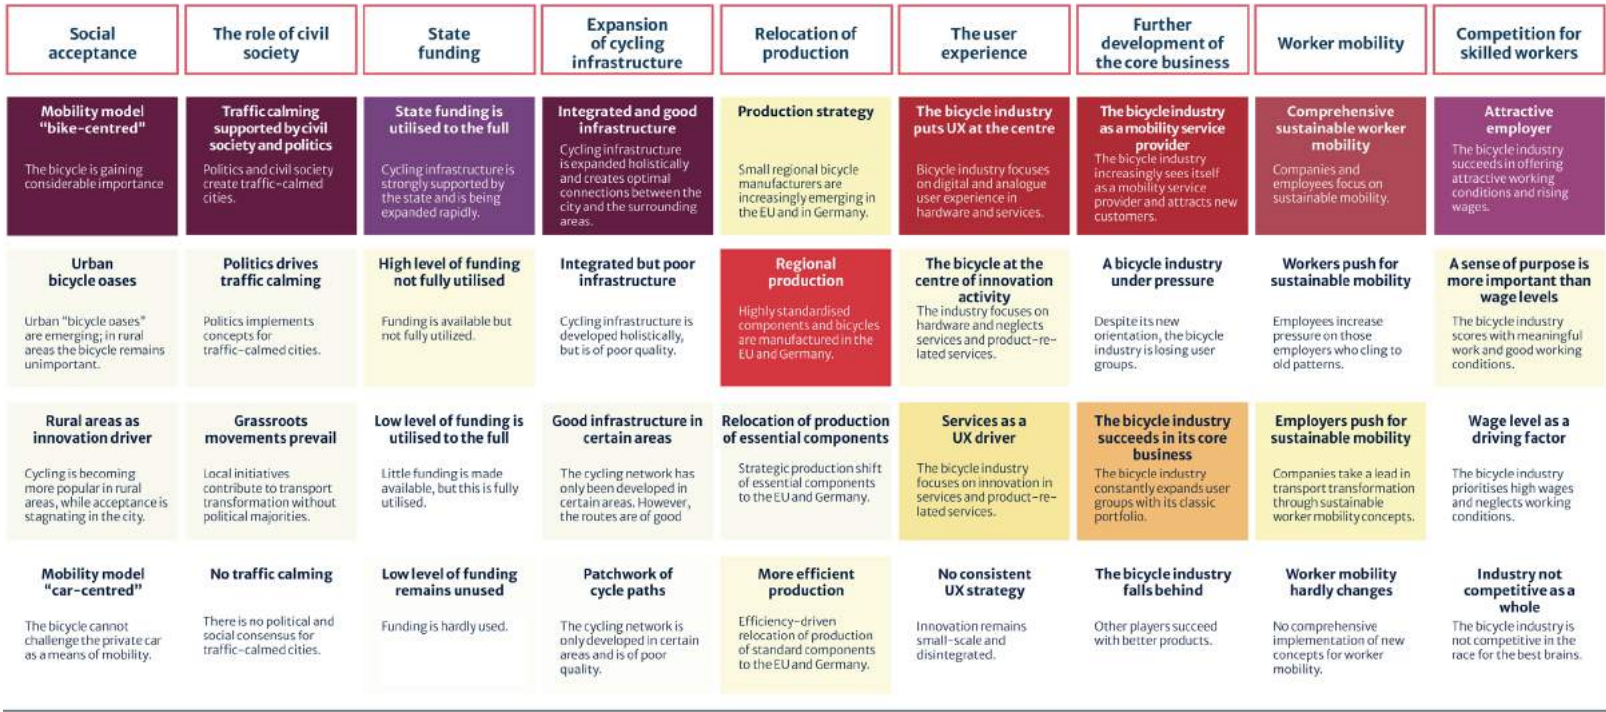 Social
acceptance
The role of civil
society
State
funding
Expansion
of cycling
infrastructure
Relocation of
production
The user
experience
Further
development of
the core business
Worker mobility
Competition for
skilled workers
Mobility model
"bike-centred"
The bicycle is gaining
considerable importance
Traffic calming
supported by civil
society and politics
Politics and civil society
create traffic-calmed
cities.
State funding is
utilised to the full
Cycling infrastructure is
strongly supported by
the state and is being
expanded rapidly.
Integrated and good
infrastructure
Cycling infrastructure
is expanded holistically
and creates optimal
connections between the
city and the surrounding
areas.
Production strategy
Small regional bicycle
manufacturers are
increasingly emerging in
the EU and in Germany.
The bicycle industry
puts UX at the centre
Bicycle industry focuses
on digital and analogue
user experience in
hardware and services.
The bicycle industry
as a mobility service
provider
The bicycle industry
increasingly sees itself
as a mobility service
provider and attracts new
customers.
Comprehensive
sustainable worker
mobility
Companies and
employees focus on
sustainable mobility.
Attractive
employer
The bicycle industry
succeeds in offering
attractive working
conditions and rising
wages.
Urban
bicycle oases
Urban "bicycle oases"
are emerging; in rural
areas the bicycle remains
unimportant.
Politics drives
traffic calming
Politics implements
concepts for
traffic-calmed cities.
High level of funding
not fully utilised
Funding is available but
not fully utilized.
Integrated but poor
infrastructure
Cycling infrastructure is
developed holistically,
but is of poor quality.
Regional
production
Highly standardised
components and bicycles
are manufactured in the
EU and Germany.
The bicycle at the
centre of innovation
activity
The industry focuses on
hardware and neglects
services and product-re-
lated services.
A bicycle industry
under pressure
Despite its new
orientation, the bicycle
industry is losing user
groups.
Workers push for
sustainable mobility
Employees increase
pressure on those
employers who cling to
old patterns.
A sense of purpose is
more important than
wage levels
The bicycle industry
scores with meaningful
work and good working
conditions.
Rural areas as
innovation driver
Cycling is becoming
more popular in rural
areas, while acceptance is
stagnating in the city.
Grassroots
movements prevail
Local initiatives
contribute to transport
transformation without
political majorities.
Low level of funding is
utilised to the full
Little funding is made
available, but this is fully
utilised.
Good infrastructure in
certain areas
The cycling network has
only been developed in
certain areas. However,
the routes are of good
Relocation of production
of essential components
Strategic production shift
of essential components
to the EU and Germany.
Services as a
UX driver
The bicycle industry
focuses on innovation in
services and product-re-
lated services.
The bicycle industry
succeeds in its core
business
The bicycle industry
constantly expands user
groups with its classic
portfolio.
Employers push for
sustainable mobility
Companies take a lead in
transport transformation
through sustainable
worker mobility concepts.
Wage level as a
driving factor
The bicycle industry
prioritises high wages
and neglects working
conditions.
Mobility model
"car-centred"
The bicycle cannot
challenge the private car
as a means of mobility.
No traffic calming
There is no political and
social consensus for
traffic-calmed cities.
Low level of funding
remains unused
Funding is hardly used.
Patchwork of
cycle paths
The cycling network is
only developed in certain
areas and is of poor
quality.
More efficient
production
Efficiency-driven
relocation of production
of standard components
to the EU and Germany.
No consistent
UX strategy
Innovation remains
small-scale and
disintegrated.
The bicycle industry
falls behind
Other players succeed
with better products.
Worker mobility
hardly changes
No comprehensive
implementation of new
concepts for worker
mobility.
Industry not
competitive as a
whole
The bicycle industry is
not competitive in the
race for the best brains.